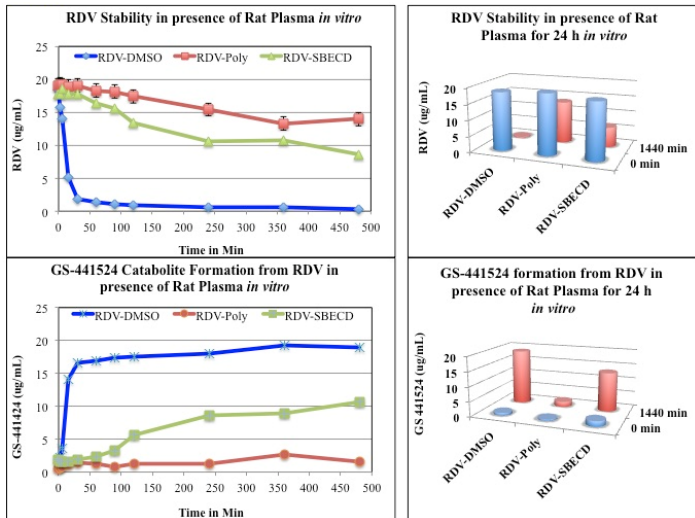 RDV Stability in presence of Rat Plasma in vitro
RDV-DMSO RDV-Poly RDV-SBECD
25
20
15
10
5
0
RDV (ug/mL)
0 50 100 150 200 250 300 350 400 450 500
Time in Min
RDV Stability in presence of Rat
Plasma for 24 h in vitro
20
15
10
5
0
RDV (ug/mL)
RDV-DMSO
RDV-Poly
RDV-SBECD
1440 min
0 min
GS-441524 Catabolite Formation from RDV in
presence of Rat Plasma in vitro
RDV-DMSO RDV-Poly RDV-SBECD
25
20
15
10
5
0
GS-441424 (ug/mL)
0 50 100 150 200 250 300 350 400 450 500
Time in Min
GS-441524 formation from RDV in
presence of Rat Plasma for 24 h
in vitro
20
15
10
5
0
GS 441524 (ug/mL)
RDV-DMSO
RDV-Poly
RDV-SBECD
1440 min
0 min